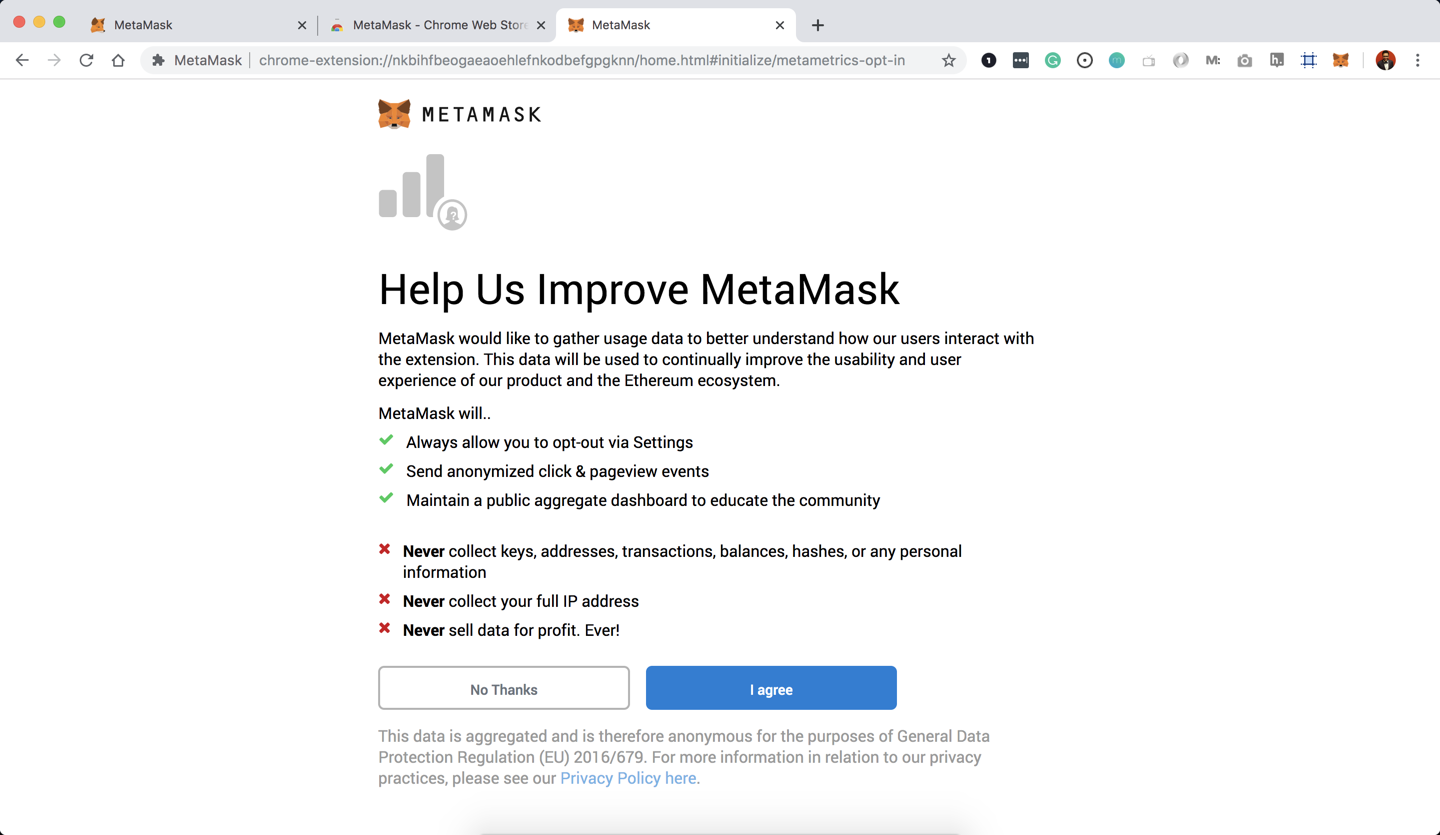 MetaMask
MetaMask - Chrome Web Store
MetaMask
MetaMask
chrome-extension://nkbihfbeogaeaoehlefnkodbefgpgknn/home.html#initialize/metametrics-opt-in
METAMASK
Help Us Improve MetaMask
MetaMask would like to gather usage data to better understand how our users interact with
the extension. This data will be used to continually improve the usability and user
experience of our product and the Ethereum ecosystem.
MetaMask will..
Always allow you to opt-out via Settings
Send anonymized click & pageview events
Maintain a public aggregate dashboard to educate the community
Never collect keys, addresses, transactions, balances, hashes, or any personal
information
Never collect your full IP address
Never sell data for profit. Ever!
No Thanks
I agree
This data is aggregated and is therefore anonymous for the purposes of General Data
Protection Regulation (EU) 2016/679. For more information in relation to our privacy
practices, please see our Privacy Policy here.